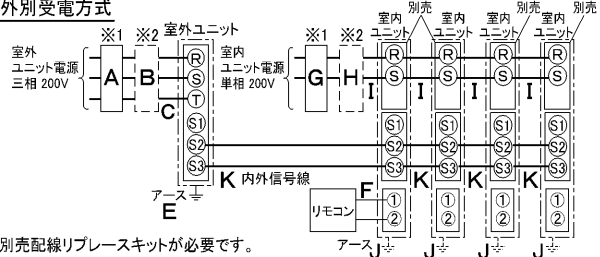 外別受電方式
※1 ※2 室外ユニット
室外
ユニット電源
三相 200V
A B
C
R
S
T
S1
S2
S3
アース
E
K 内外信号線
※1 ※2
室内
ユニット電源
単相 200V
G H
別売 別売 別売 別売
室内
ユニット
室内
ユニット
室内
ユニット
室内
ユニット
R R R R
S S S S
I I I I
S1 S1 S1 S1
S2 S2 S2 S2
S3 S3 S3 S3
F K K K
リモコン
① ① ① ①
② ② ② ②
アース J J J J
別売配線リプレースキットが必要です。